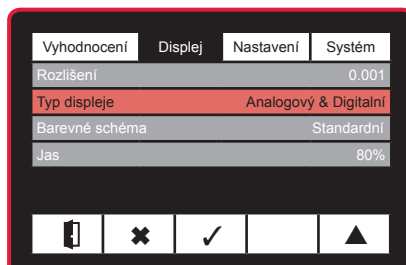 Vyhodnocení Displej Nastavení Systém
Rozlišení 0.001
Typ displeje Analogový & Digitalní
Barevné schéma Standardní
Jas 80%